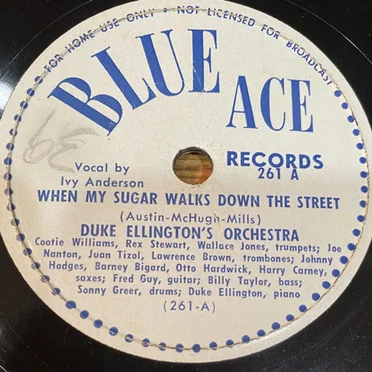 FOR HOME USE ONLY • NOT LICENSED FOR BROADCAST
BLUE ACE
39
RECORDS
261 A
Vocal by
Ivy Anderson
WHEN MY SUGAR WALKS DOWN THE STREET
(Austin-McHugh-Mills)
DUKE ELLINGTON'S ORCHESTRA
Cootie Williams, Rex Stewart, Wallace Jones, trumpets; Joe
Nanton, Juan Tizol, Lawrence Brown, trombones; Johnny
Hodges, Barney Bigard, Otto Hardwick, Harry Carney,
saxes; Fred Guy, guitar; Billy Taylor, bass;
Sonny Greer, drums; Duke Ellington, piano
(261-A)